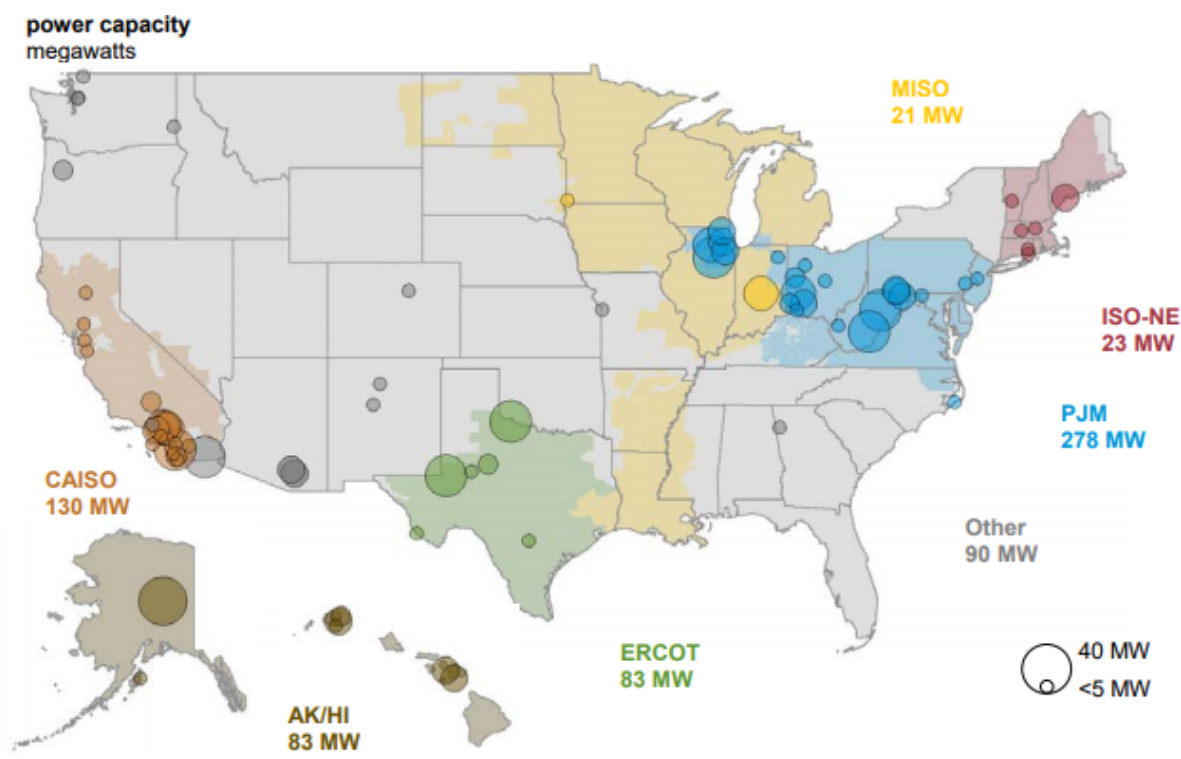 power capacity
megawatts
MISO
21 MW
ISO-NE
23 MW
PJM
278 MW
CAISO
130 MW
Other
90 MW
ERCOT
83 MW
40 MW
<5 MW
AK/HI
83 MW